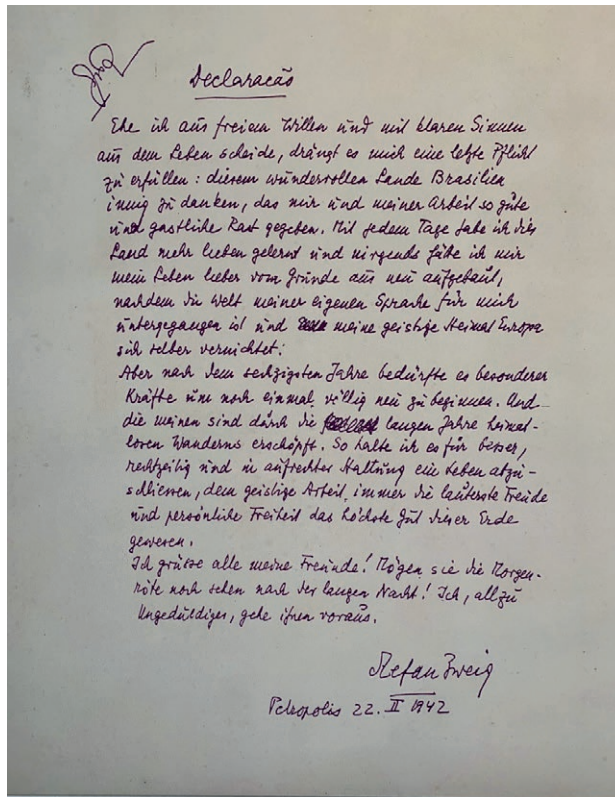 Declaracão
Ehe ich aus freiem Willen und mit klaren Sinnen
aus dem Leben scheide, drängt es mich eine letzte Pflicht
zu erfüllen: diesem wundervollen Lande Brasilien
innig zu danken, das mir und meiner Arbeit so gute
und gastliche Rast gegeben. Mit jedem Tage habe ich dies
Land mehr lieben gelernt und nirgends hätte ich mir
mein Leben lieber vom Grunde aus neu aufgebaut,
nachdem die Welt meiner eigenen Sprache für mich
untergegangen ist und meine geistige Heimat Europa
sich selber vernichtet.
Aber nach dem sechzigsten Jahre bedürfte es besonderer
Kräfte um noch einmal völlig neu zu beginnen. Und
die meinen sind durch die langen Jahre heimat-
losen Wanderns erschöpft. So halte ich es für besser,
rechtzeitig und in aufrechter Haltung ein Leben abzu-
schliessen, dem geistige Arbeit immer die lauterste Freude
und persönliche Freiheit das höchste Gut dieser Erde
gewesen.
Ich grüsse alle meine Freunde! Mögen sie die Morgen-
röte noch sehen nach der langen Nacht! Ich, allzu
Ungeduldiger, gehe ihnen voraus.
Stefan Zweig
Petropolis 22. II 1942